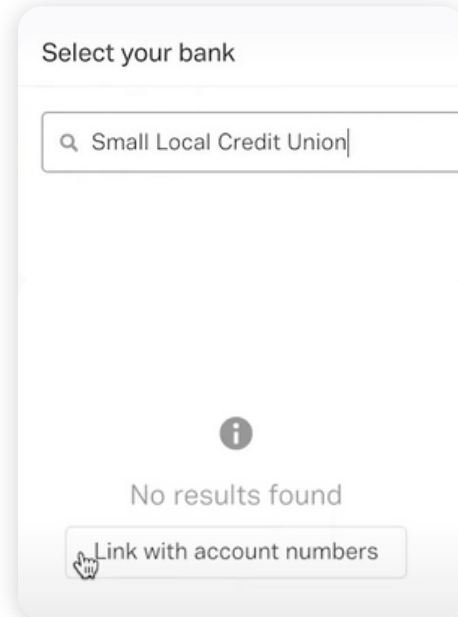 Select your bank
Small Local Credit Union
No results found
Link with account numbers